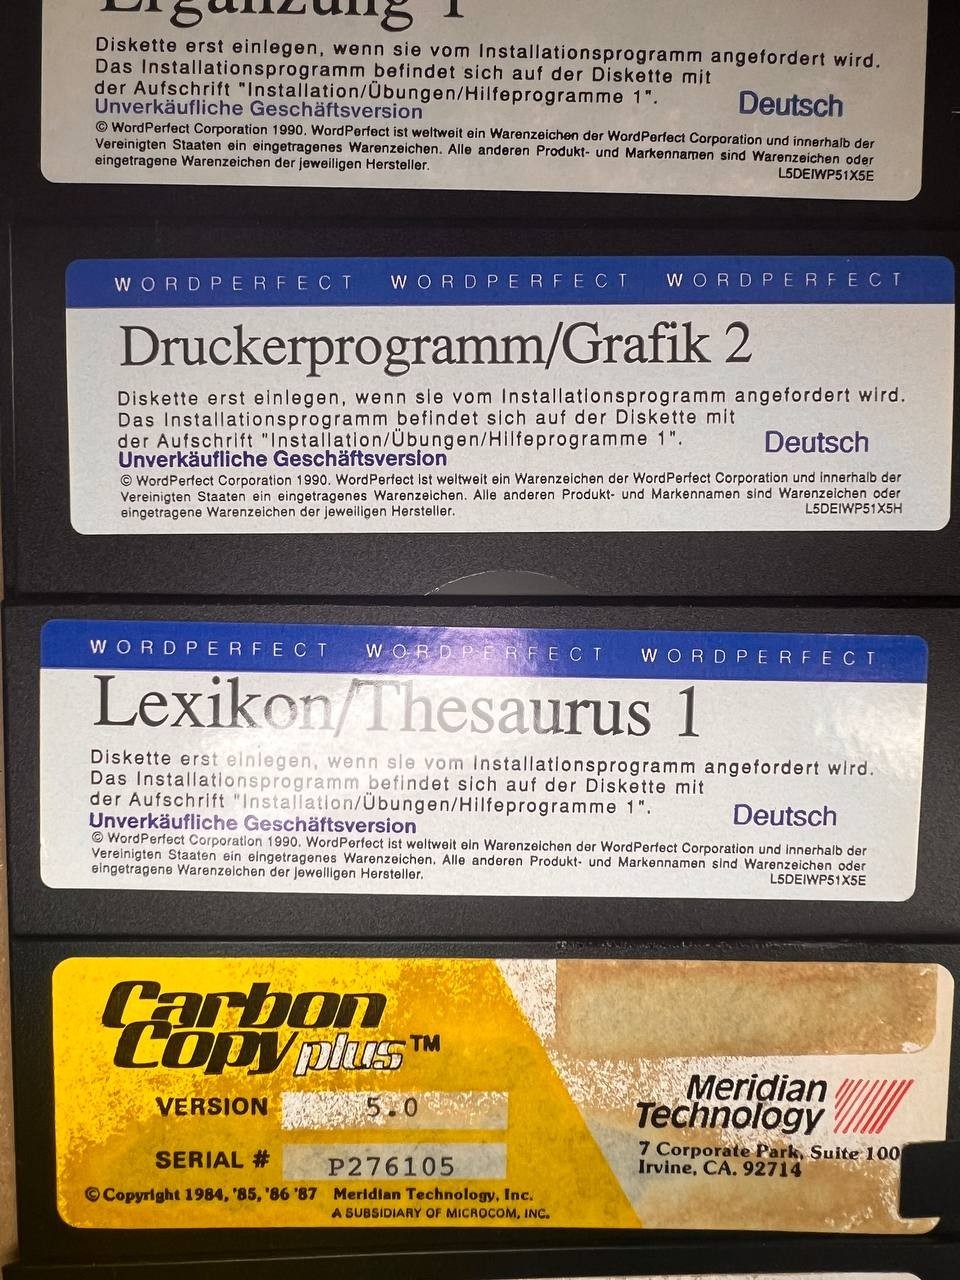 Ergänzung 1
Diskette erst einlegen, wenn sie vom Installationsprogramm angefordert wird.
Das Installationsprogramm befindet sich auf der Diskette mit
der Aufschrift "Installation/Übungen/Hilfeprogramme 1".
Unverkäufliche Geschäftsversion
Deutsch
© WordPerfect Corporation 1990. WordPerfect ist weltweit ein Warenzeichen der WordPerfect Corporation und innerhalb der
Vereinigten Staaten ein eingetragenes Warenzeichen. Alle anderen Produkt- und Markennamen sind Warenzeichen oder
eingetragene Warenzeichen der jeweiligen Hersteller.
L5DEIWP51X5E
WORDPERFECT WORDPERFECT WORDPERFECT
Druckerprogramm/Grafik 2
Diskette erst einlegen, wenn sie vom Installationsprogramm angefordert wird.
Das Installationsprogramm befindet sich auf der Diskette mit
der Aufschrift "Installation/Übungen/Hilfeprogramme 1".
Unverkäufliche Geschäftsversion
Deutsch
© WordPerfect Corporation 1990. WordPerfect ist weltweit ein Warenzeichen der WordPerfect Corporation und innerhalb der
Vereinigten Staaten ein eingetragenes Warenzeichen. Alle anderen Produkt- und Markennamen sind Warenzeichen oder
eingetragene Warenzeichen der jeweiligen Hersteller.
L5DEIWP51X5H
WORDPERFECT WORDPERFECT WORDPERFECT
Lexikon/Thesaurus 1
Diskette erst einlegen, wenn sie vom Installationsprogramm angefordert wird.
Das Installationsprogramm befindet sich auf der Diskette mit
der Aufschrift "Installation/Übungen/Hilfeprogramme 1".
Unverkäufliche Geschäftsversion
Deutsch
© WordPerfect Corporation 1990. WordPerfect ist weltweit ein Warenzeichen der WordPerfect Corporation und innerhalb der
Vereinigten Staaten ein eingetragenes Warenzeichen. Alle anderen Produkt- und Markennamen sind Warenzeichen oder
eingetragene Warenzeichen der jeweiligen Hersteller.
L5DEIWP51X5E
Carbon
Copy plus™
VERSION 5.0
SERIAL # P276105
© Copyright 1984, '85, '86 '87 Meridian Technology, Inc.
A SUBSIDIARY OF MICROCOM, INC.
Meridian
Technology
7 Corporate Park, Suite 100
Irvine, CA. 92714